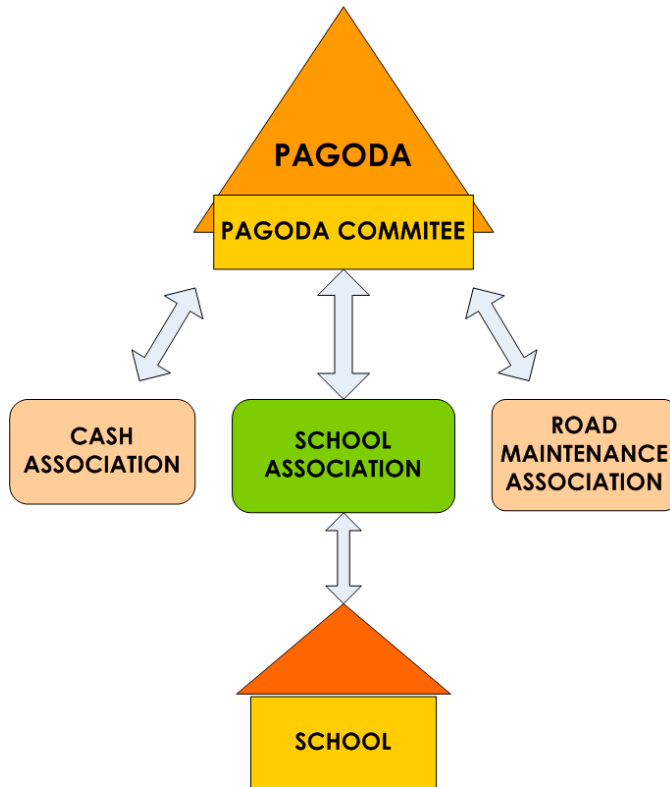 PAGODA
PAGODA COMMITEE
CASH
ASSOCIATION
SCHOOL
ASSOCIATION
ROAD
MAINTENANCE
ASSOCIATION
SCHOOL